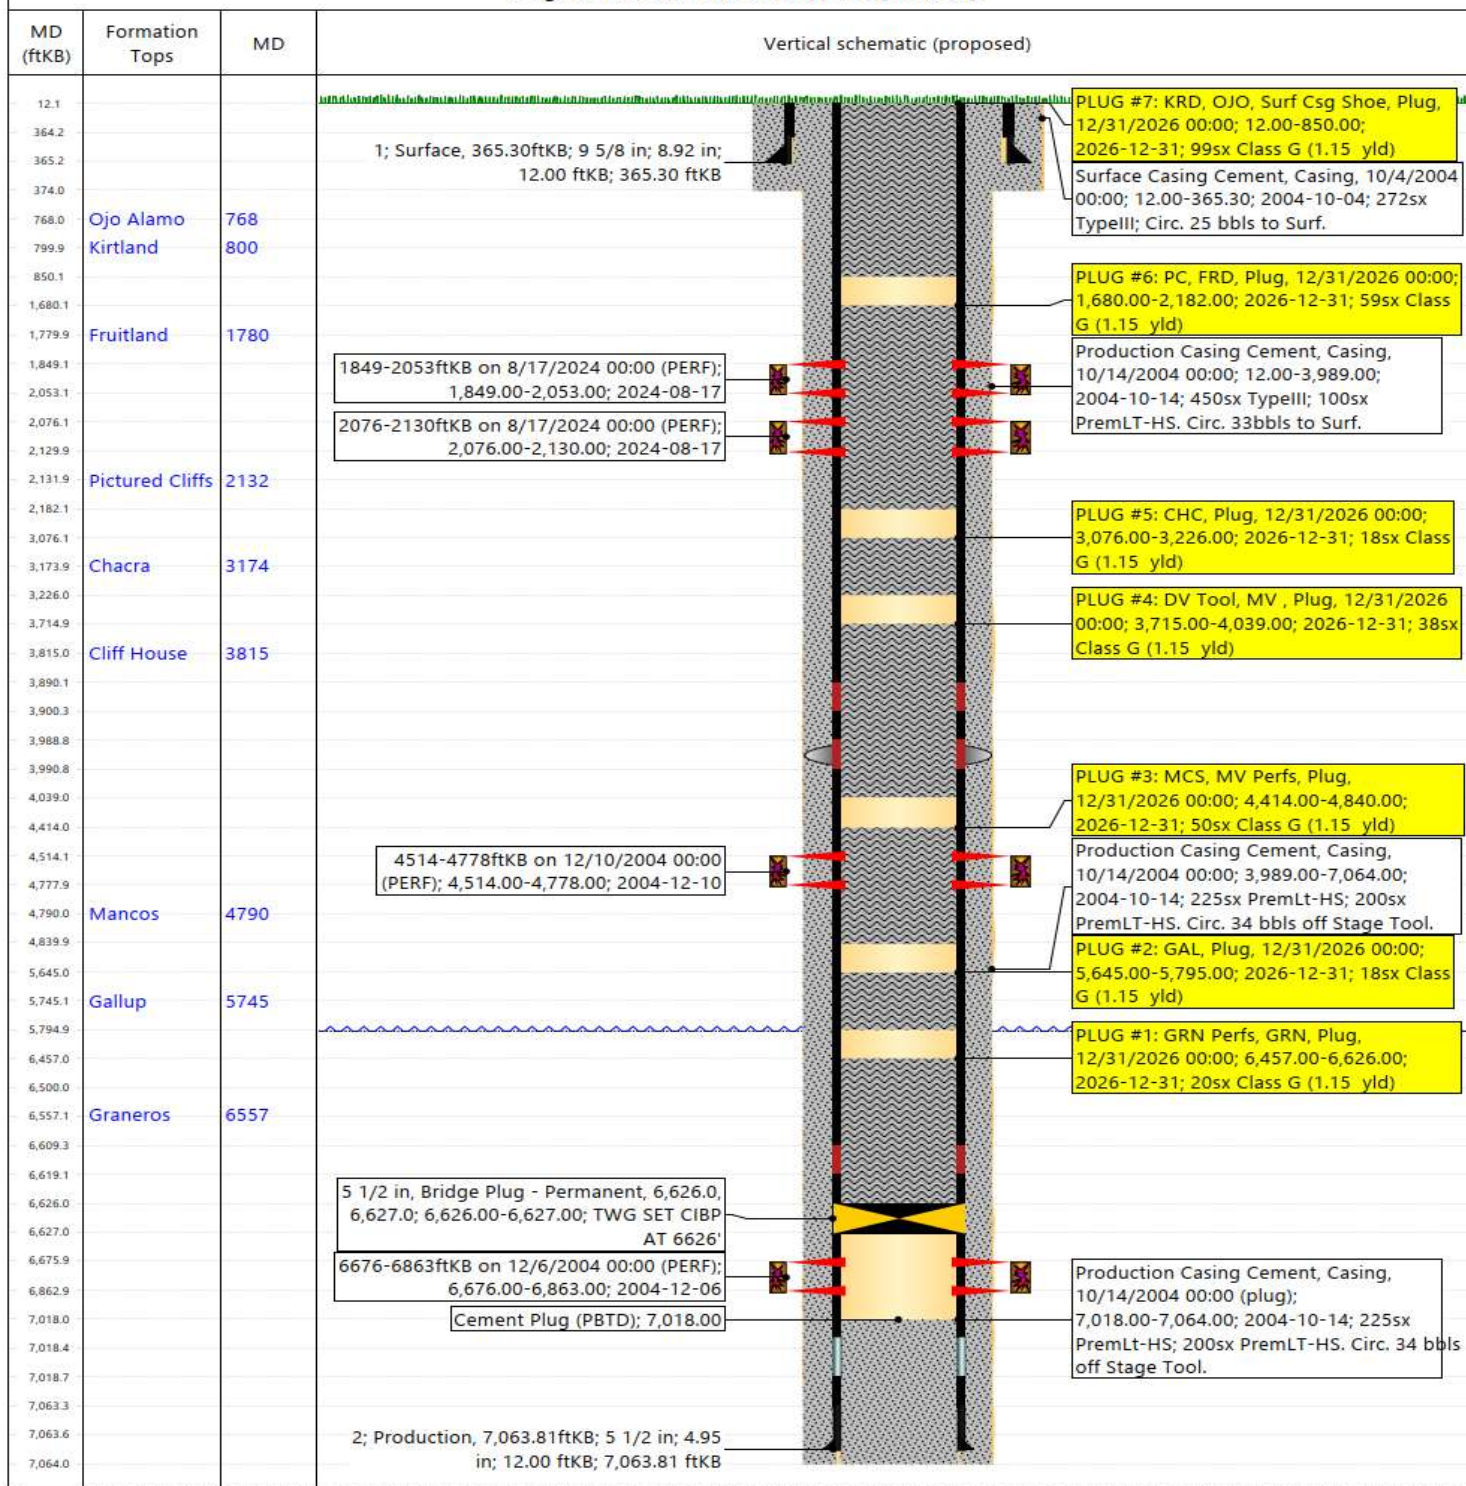 MD
(ftKB)
Formation
Tops
MD
Vertical schematic (proposed)
12.1
364.2
365.2
374.0
768.0
799.9
850.1
1,680.1
1,779.9
1,849.1
2,053.1
2,076.1
2,129.9
2,131.9
2,182.1
3,076.1
3,173.9
3,226.0
3,714.9
3,815.0
3,890.1
3,900.3
3,988.8
3,990.8
4,039.0
4,414.0
4,514.1
4,777.9
4,790.0
4,839.9
5,645.0
5,745.1
5,794.9
6,457.0
6,500.0
6,557.1
6,609.3
6,619.1
6,626.0
6,627.0
6,675.9
6,862.9
7,018.0
7,018.4
7,018.7
7,063.3
7,063.6
7,064.0
Ojo Alamo 768
Kirtland 800
Fruitland 1780
Pictured Cliffs 2132
Chacra 3174
Cliff House 3815
Mancos 4790
Gallup 5745
Graneros 6557
1; Surface, 365.30ftKB; 9 5/8 in; 8.92 in;
12.00 ftKB; 365.30 ftKB
1849-2053ftKB on 8/17/2024 00:00 (PERF);
1,849.00-2,053.00; 2024-08-17
2076-2130ftKB on 8/17/2024 00:00 (PERF);
2,076.00-2,130.00; 2024-08-17
4514-4778ftKB on 12/10/2004 00:00
(PERF); 4,514.00-4,778.00; 2004-12-10
5 1/2 in, Bridge Plug - Permanent, 6,626.0,
6,627.0; 6,626.00-6,627.00; TWG SET CIBP
AT 6626'
6676-6863ftKB on 12/6/2004 00:00 (PERF);
6,676.00-6,863.00; 2004-12-06
Cement Plug (PBTD); 7,018.00
2; Production, 7,063.81ftKB; 5 1/2 in; 4.95
in; 12.00 ftKB; 7,063.81 ftKB
PLUG #7: KRD, OJO, Surf Csg Shoe, Plug,
12/31/2026 00:00; 12.00-850.00;
2026-12-31; 99sx Class G (1.15 yld)
Surface Casing Cement, Casing, 10/4/2004
00:00; 12.00-365.30; 2004-10-04; 272sx
TypeIII; Circ. 25 bbls to Surf.
PLUG #6: PC, FRD, Plug, 12/31/2026 00:00;
1,680.00-2,182.00; 2026-12-31; 59sx Class
G (1.15 yld)
Production Casing Cement, Casing,
10/14/2004 00:00; 12.00-3,989.00;
2004-10-14; 450sx TypeIII; 100sx
PremLT-HS. Circ. 33bbls to Surf.
PLUG #5: CHC, Plug, 12/31/2026 00:00;
3,076.00-3,226.00; 2026-12-31; 18sx Class
G (1.15 yld)
PLUG #4: DV Tool, MV , Plug, 12/31/2026
00:00; 3,715.00-4,039.00; 2026-12-31; 38sx
Class G (1.15 yld)
PLUG #3: MCS, MV Perfs, Plug,
12/31/2026 00:00; 4,414.00-4,840.00;
2026-12-31; 50sx Class G (1.15 yld)
Production Casing Cement, Casing,
10/14/2004 00:00; 3,989.00-7,064.00;
2004-10-14; 225sx PremLt-HS; 200sx
PremLT-HS. Circ. 34 bbls off Stage Tool.
PLUG #2: GAL, Plug, 12/31/2026 00:00;
5,645.00-5,795.00; 2026-12-31; 18sx Class
G (1.15 yld)
PLUG #1: GRN Perfs, GRN, Plug,
12/31/2026 00:00; 6,457.00-6,626.00;
2026-12-31; 20sx Class G (1.15 yld)
Production Casing Cement, Casing,
10/14/2004 00:00 (plug);
7,018.00-7,064.00; 2004-10-14; 225sx
PremLt-HS; 200sx PremLT-HS. Circ. 34 bbls
off Stage Tool.